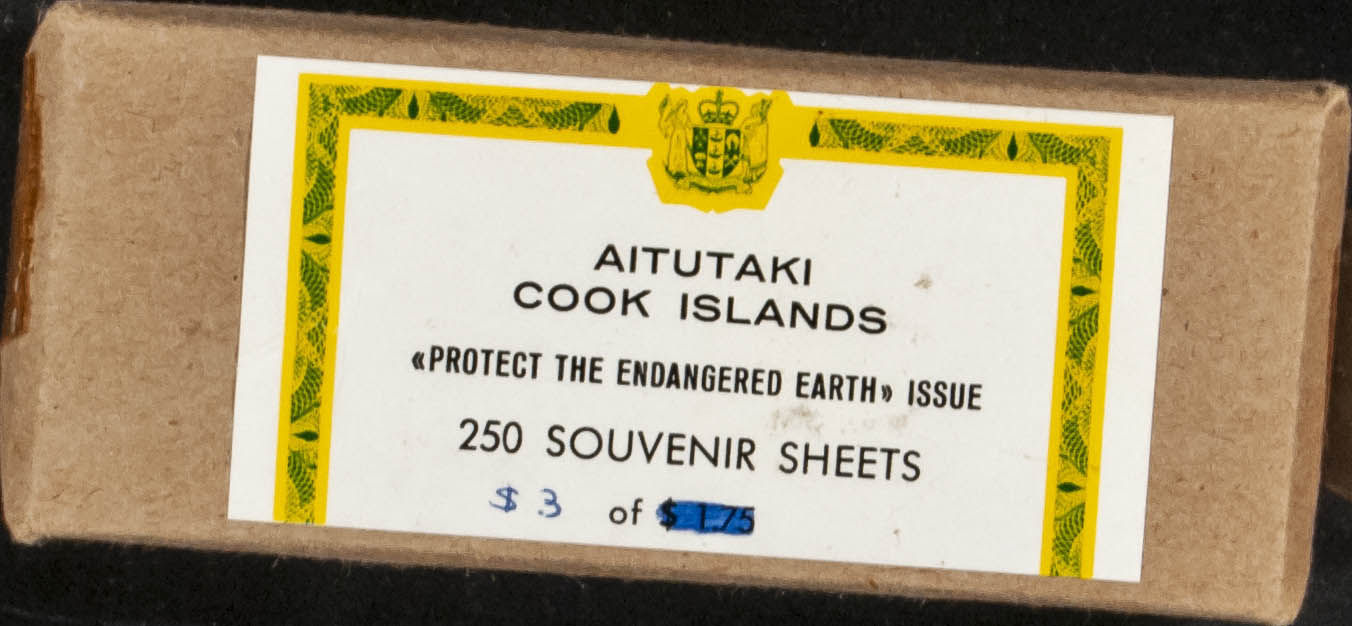 AITUTAKI
COOK ISLANDS
«PROTECT THE ENDANGERED EARTH» ISSUE
250 SOUVENIR SHEETS
$ 3 of $ 1.75